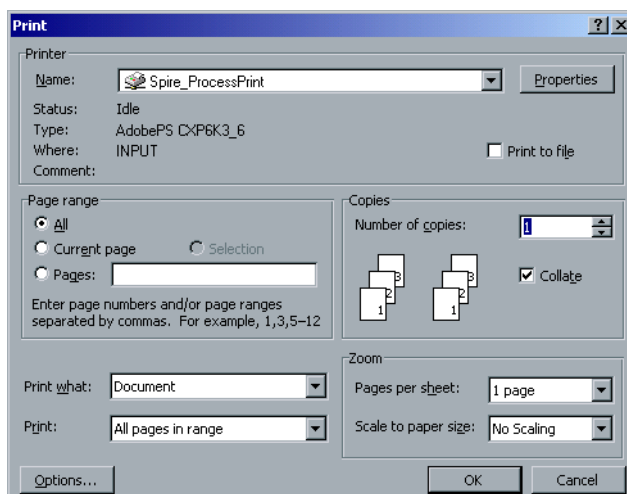 Print
Printer
Name: Spire_ProcessPrint Properties
Status: Idle
Type: AdobePS CXP6K3_6
Where: INPUT Print to file
Comment:
Page range
All
Current page Selection
Pages:
Enter page numbers and/or page ranges
separated by commas. For example, 1,3,5–12
Copies
Number of copies: 1
3 3
2 2
1 1
Collate
Print what: Document
Print: All pages in range
Zoom
Pages per sheet: 1 page
Scale to paper size: No Scaling
Options... OK Cancel